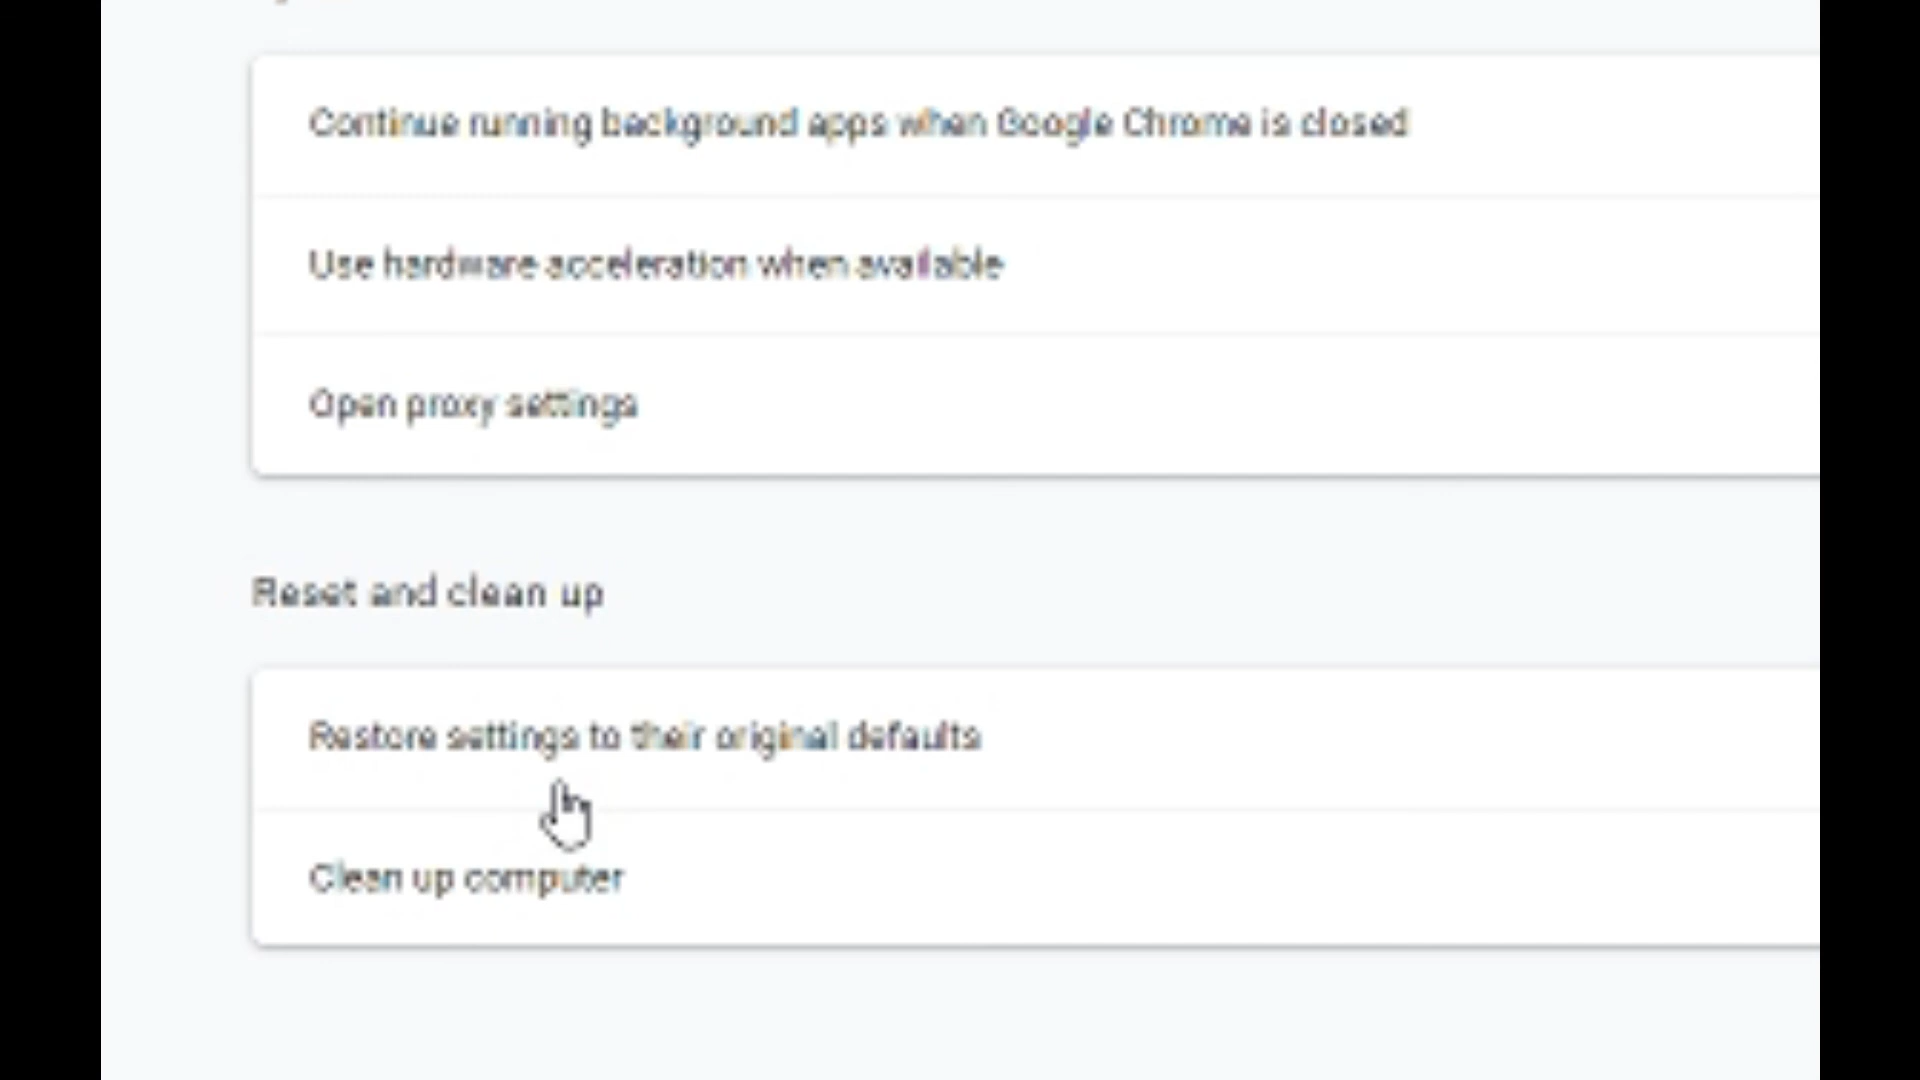 Continue running background apps when Google Chrome is closed
Use hardware acceleration when available
Open proxy settings
Reset and clean up
Restore settings to their original defaults
Clean up computer